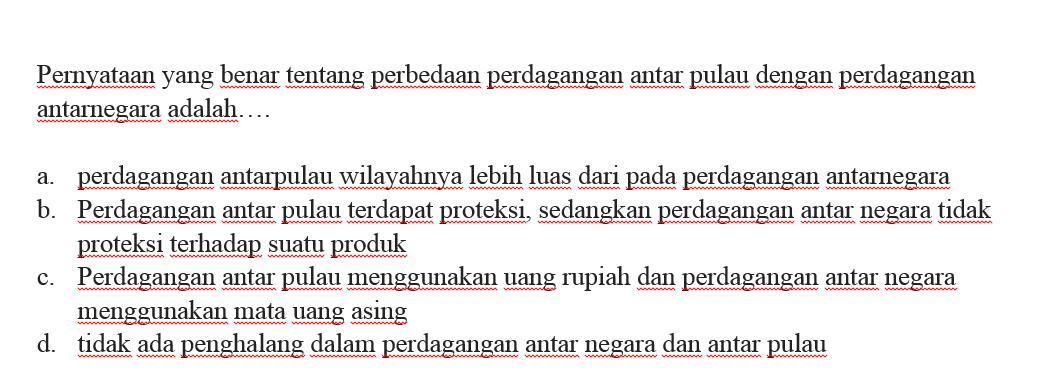 Pernyataan yang benar tentang perbedaan perdagangan antar pulau dengan perdagangan
antarnegara adalah….
a. perdagangan antarpulau wilayahnya lebih luas dari pada perdagangan antarnegara
b. Perdagangan antar pulau terdapat proteksi, sedangkan perdagangan antar negara tidak
proteksi terhadap suatu produk
c. Perdagangan antar pulau menggunakan uang rupiah dan perdagangan antar negara
menggunakan mata uang asing
d. tidak ada penghalang dalam perdagangan antar negara dan antar pulau